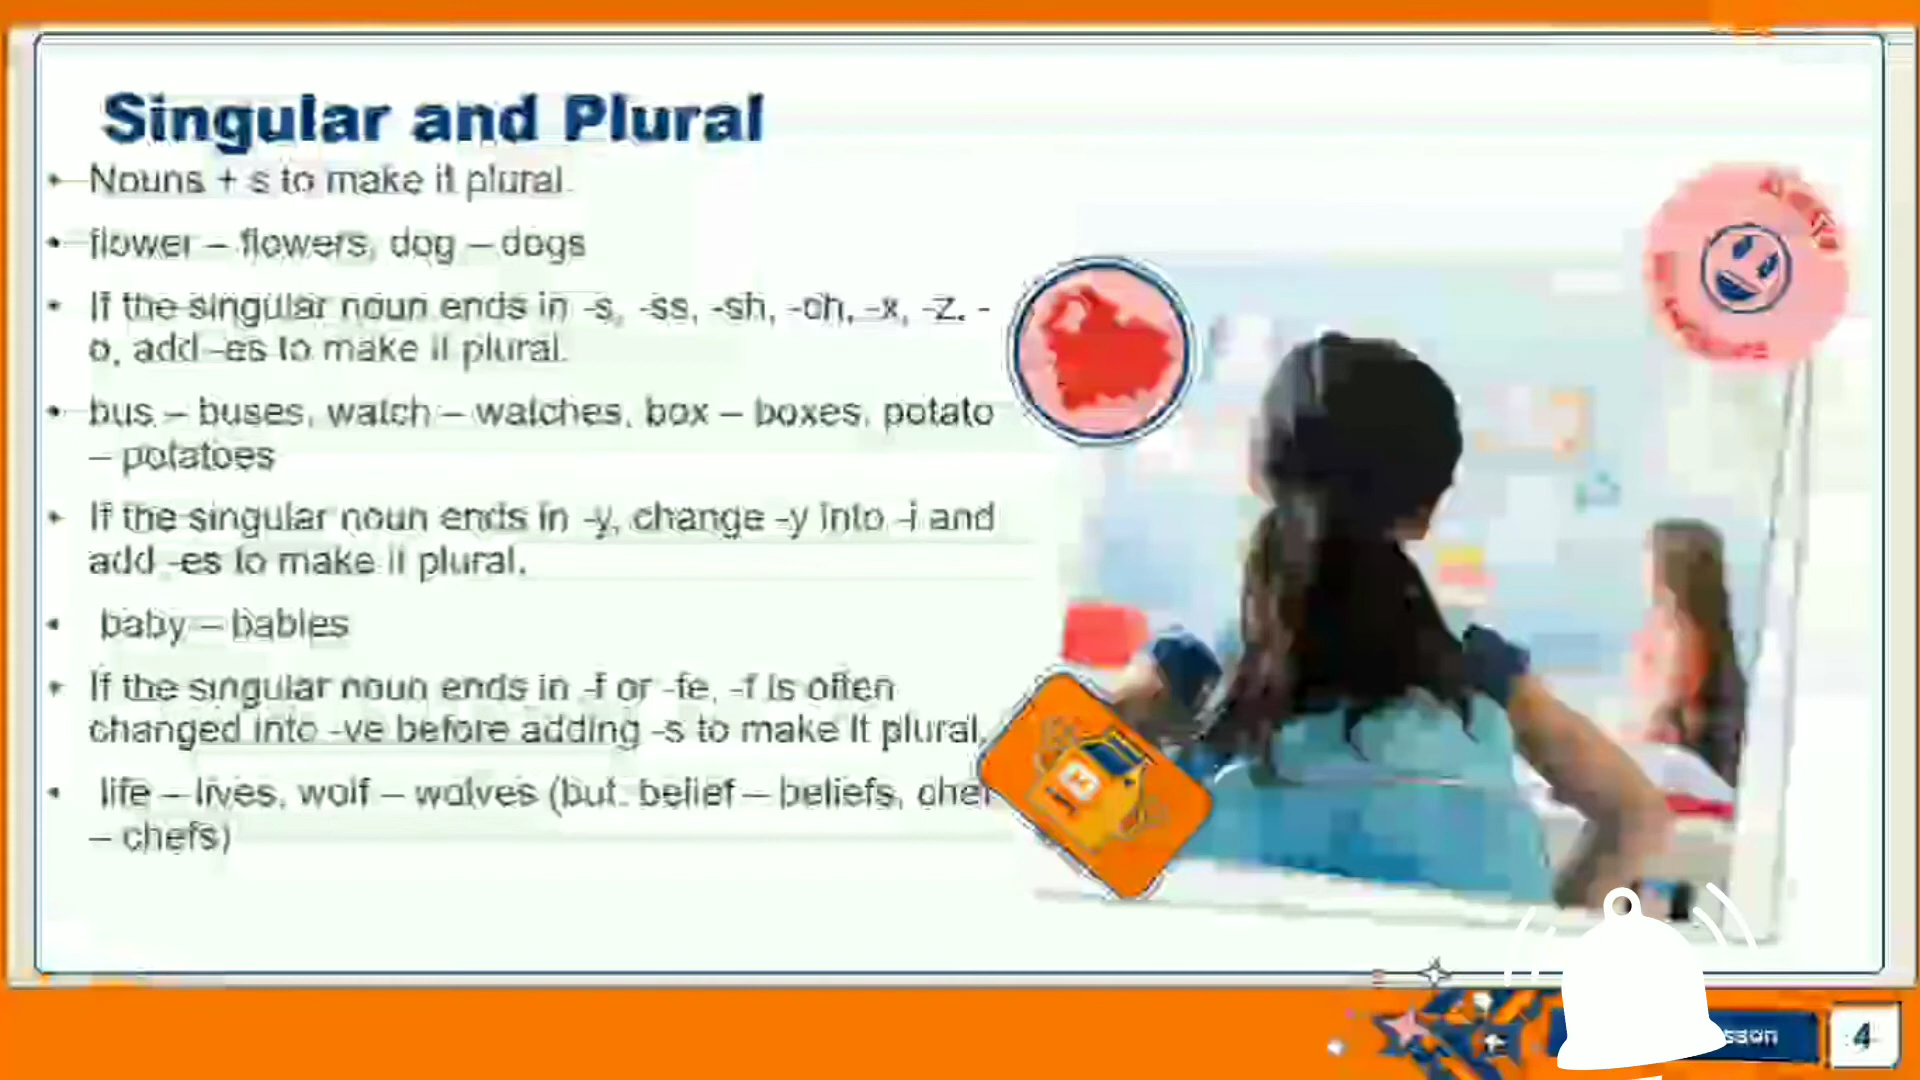 Singular and Plural
• Nouns + s to make it plural.
• flower – flowers, dog – dogs
• If the singular noun ends in -s, -ss, -sh, -ch, -x, -z, -
o, add -es to make it plural.
• bus – buses, watch – watches, box – boxes, potato
– potatoes
• If the singular noun ends in -y, change -y into -i and
add -es to make it plural.
• baby – babies
• If the singular noun ends in -f or -fe, -f is often
changed into -ve before adding -s to make it plural.
• life – lives, wolf – wolves (but: belief – beliefs, chef
– chefs)
4